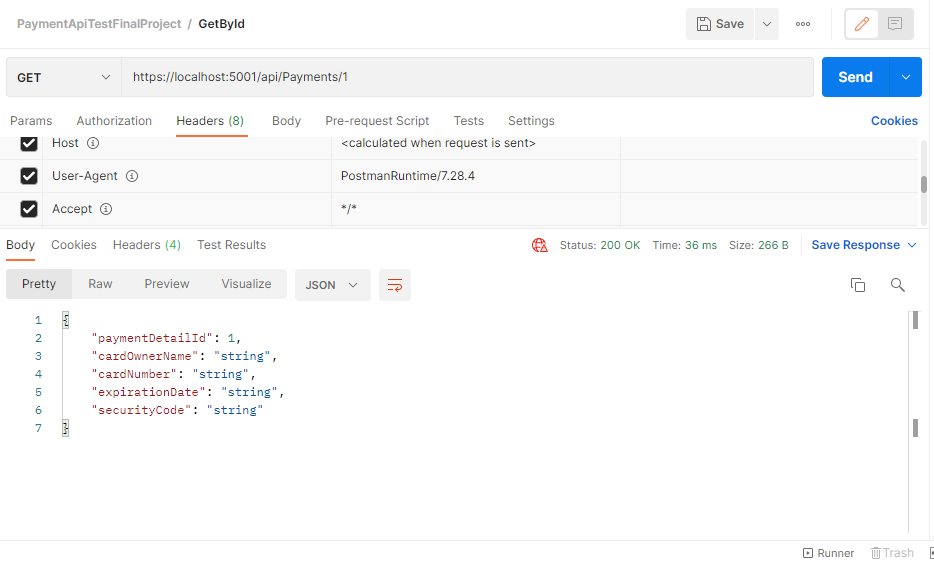 PaymentApiTestFinalProject / GetById
Save
GET
https://localhost:5001/api/Payments/1
Send
Params Authorization Headers (8) Body Pre-request Script Tests Settings Cookies
Host <calculated when request is sent>
User-Agent PostmanRuntime/7.28.4
Accept */*
Body Cookies Headers (4) Test Results Status: 200 OK Time: 36 ms Size: 266 B Save Response
Pretty Raw Preview Visualize JSON
1 {
2 "paymentDetailId": 1,
3 "cardOwnerName": "string",
4 "cardNumber": "string",
5 "expirationDate": "string",
6 "securityCode": "string"
7 }
Runner Trash